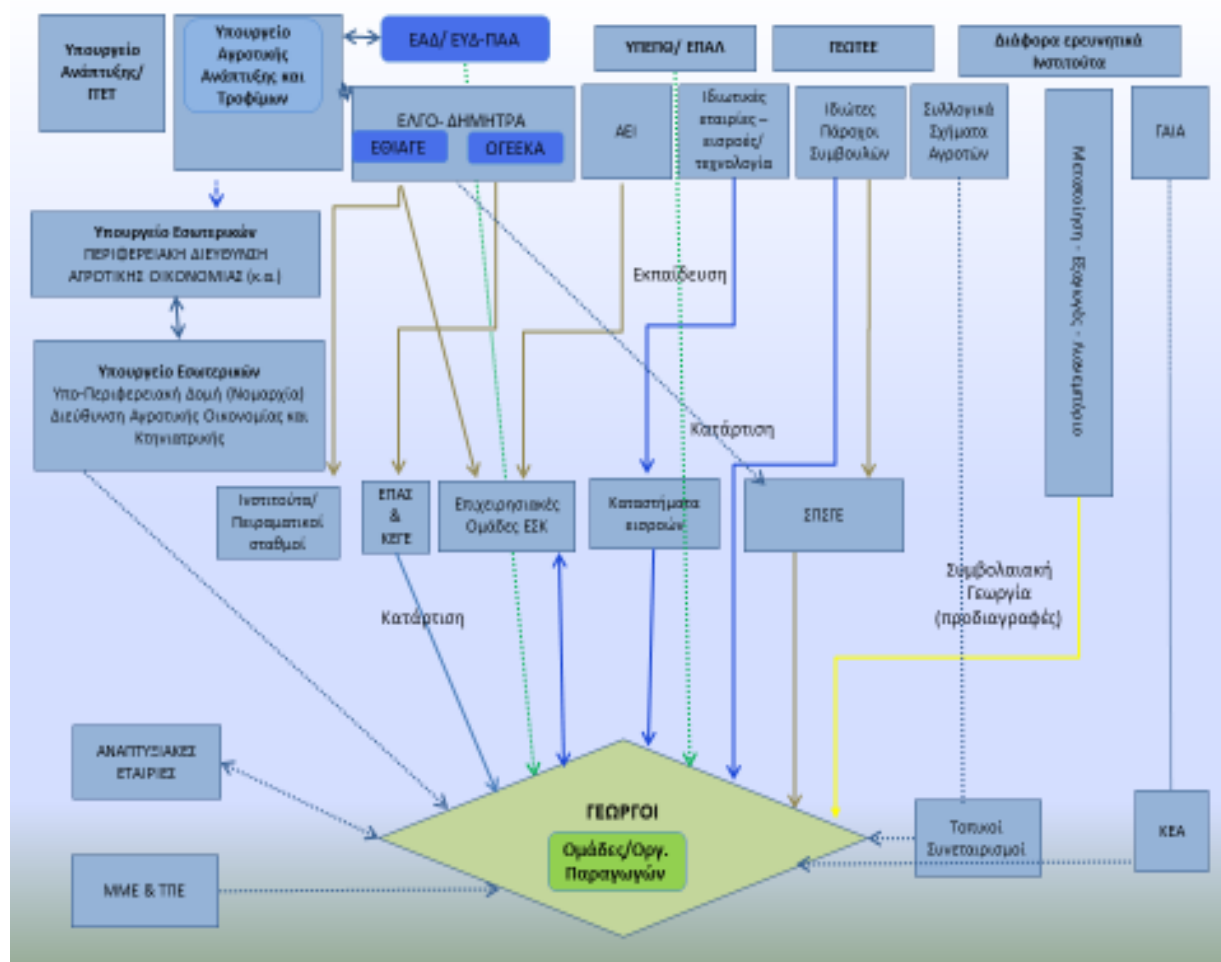 Υπουργείο
Ανάπτυξης/
ΓΓΕΤ
Υπουργείο
Αγροτικής
Ανάπτυξης και
Τροφίμων
ΕΑΔ/ ΕΥΔ-ΠΑΑ
ΥΠΕΠΘ/ ΕΠΑΛ
ΓΕΩΤΕΕ
Διάφορα ερευνητικά
Ινστιτούτα
ΕΛΓΟ- ΔΗΜΗΤΡΑ
ΕΘΙΑΓΕ
ΟΓΕΕΚΑ
ΑΕΙ
Ιδιωτικές
εταιρίες –
εισροές/
τεχνολογία
Ιδιώτες
Πάροχοι
Συμβουλών
Συλλογικά
Σχήματα
Αγροτών
Μεταποίηση - Εξαγωγές - Λιανεμπόριο
ΓΑΙΑ
Υπουργείο Εσωτερικών
ΠΕΡΙΦΕΡΕΙΑΚΗ ΔΙΕΥΘΥΝΣΗ
ΑΓΡΟΤΙΚΗΣ ΟΙΚΟΝΟΜΙΑΣ (κ.α.)
Εκπαίδευση
Υπουργείο Εσωτερικών
Υπο-Περιφερειακή Δομή (Νομαρχία)
Διεύθυνση Αγροτικής Οικονομίας και
Κτηνιατρικής
Κατάρτιση
Ινστιτούτα/
Πειραματικοί
σταθμοί
ΕΠΑΣ
&
ΚΕΓΕ
Επιχειρησιακές
Ομάδες ΕΣΚ
Καταστήματα
εισροών
ΣΠΣΓΕ
Συμβολαιακή
Γεωργία
(προδιαγραφές)
Κατάρτιση
ΑΝΑΠΤΥΞΙΑΚΕΣ
ΕΤΑΙΡΙΕΣ
ΓΕΩΡΓΟΙ
Ομάδες/Οργ.
Παραγωγών
Τοπικοί
Συνεταιρισμοί
ΚΕΑ
ΜΜΕ & ΤΠΕ